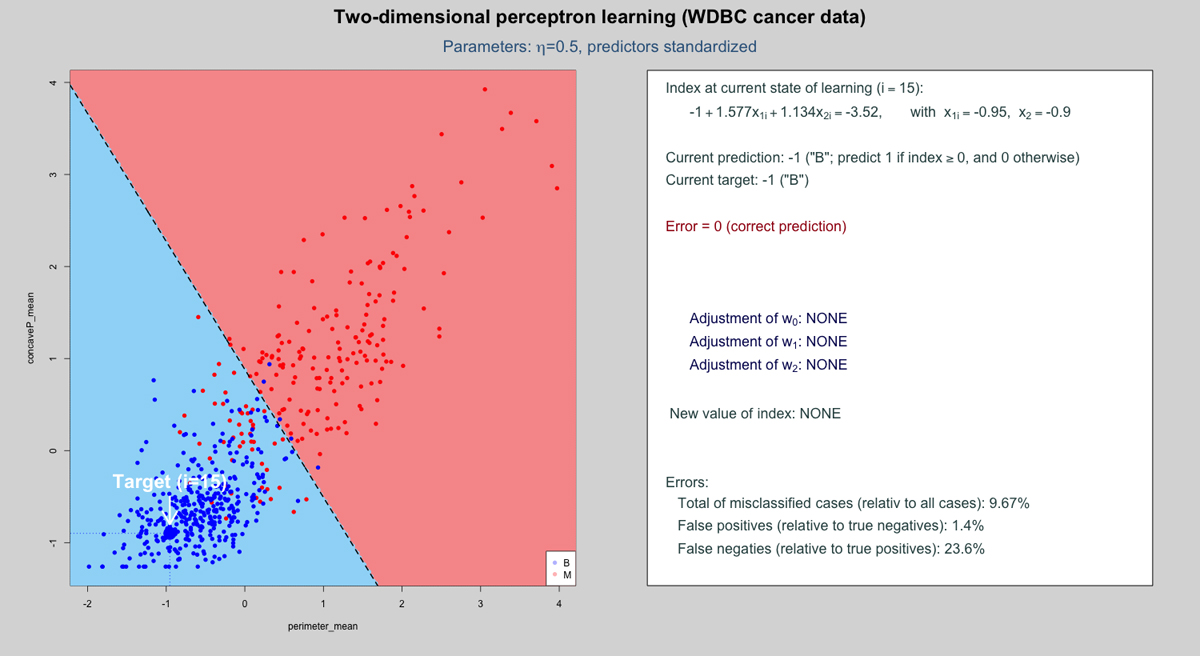 Two-dimensional perceptron learning (WDBC cancer data)
Parameters: η=0.5, predictors standardized
4
3
2
1
0
-1
concaveP_mean
Target (i=15)
B
M
-2 -1 0 1 2 3 4
perimeter_mean
Index at current state of learning (i = 15):
-1 + 1.577x1i + 1.134x2i = -3.52, with x1i = -0.95, x2 = -0.9
Current prediction: -1 ("B"; predict 1 if index ≥ 0, and 0 otherwise)
Current target: -1 ("B")
Error = 0 (correct prediction)
Adjustment of w0: NONE
Adjustment of w1: NONE
Adjustment of w2: NONE
New value of index: NONE
Errors:
Total of misclassified cases (relativ to all cases): 9.67%
False positives (relative to true negatives): 1.4%
False negaties (relative to true positives): 23.6%